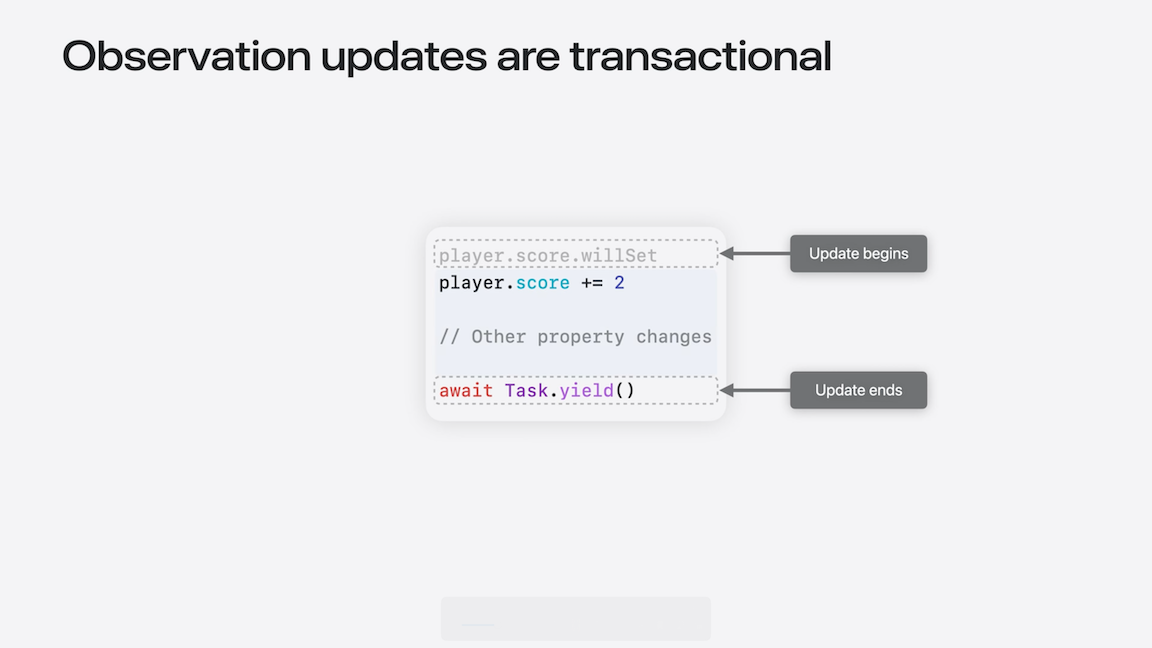 Observation updates are transactional
player.score.willSet
Update begins
player.score += 2
// Other property changes
await Task.yield()
Update ends